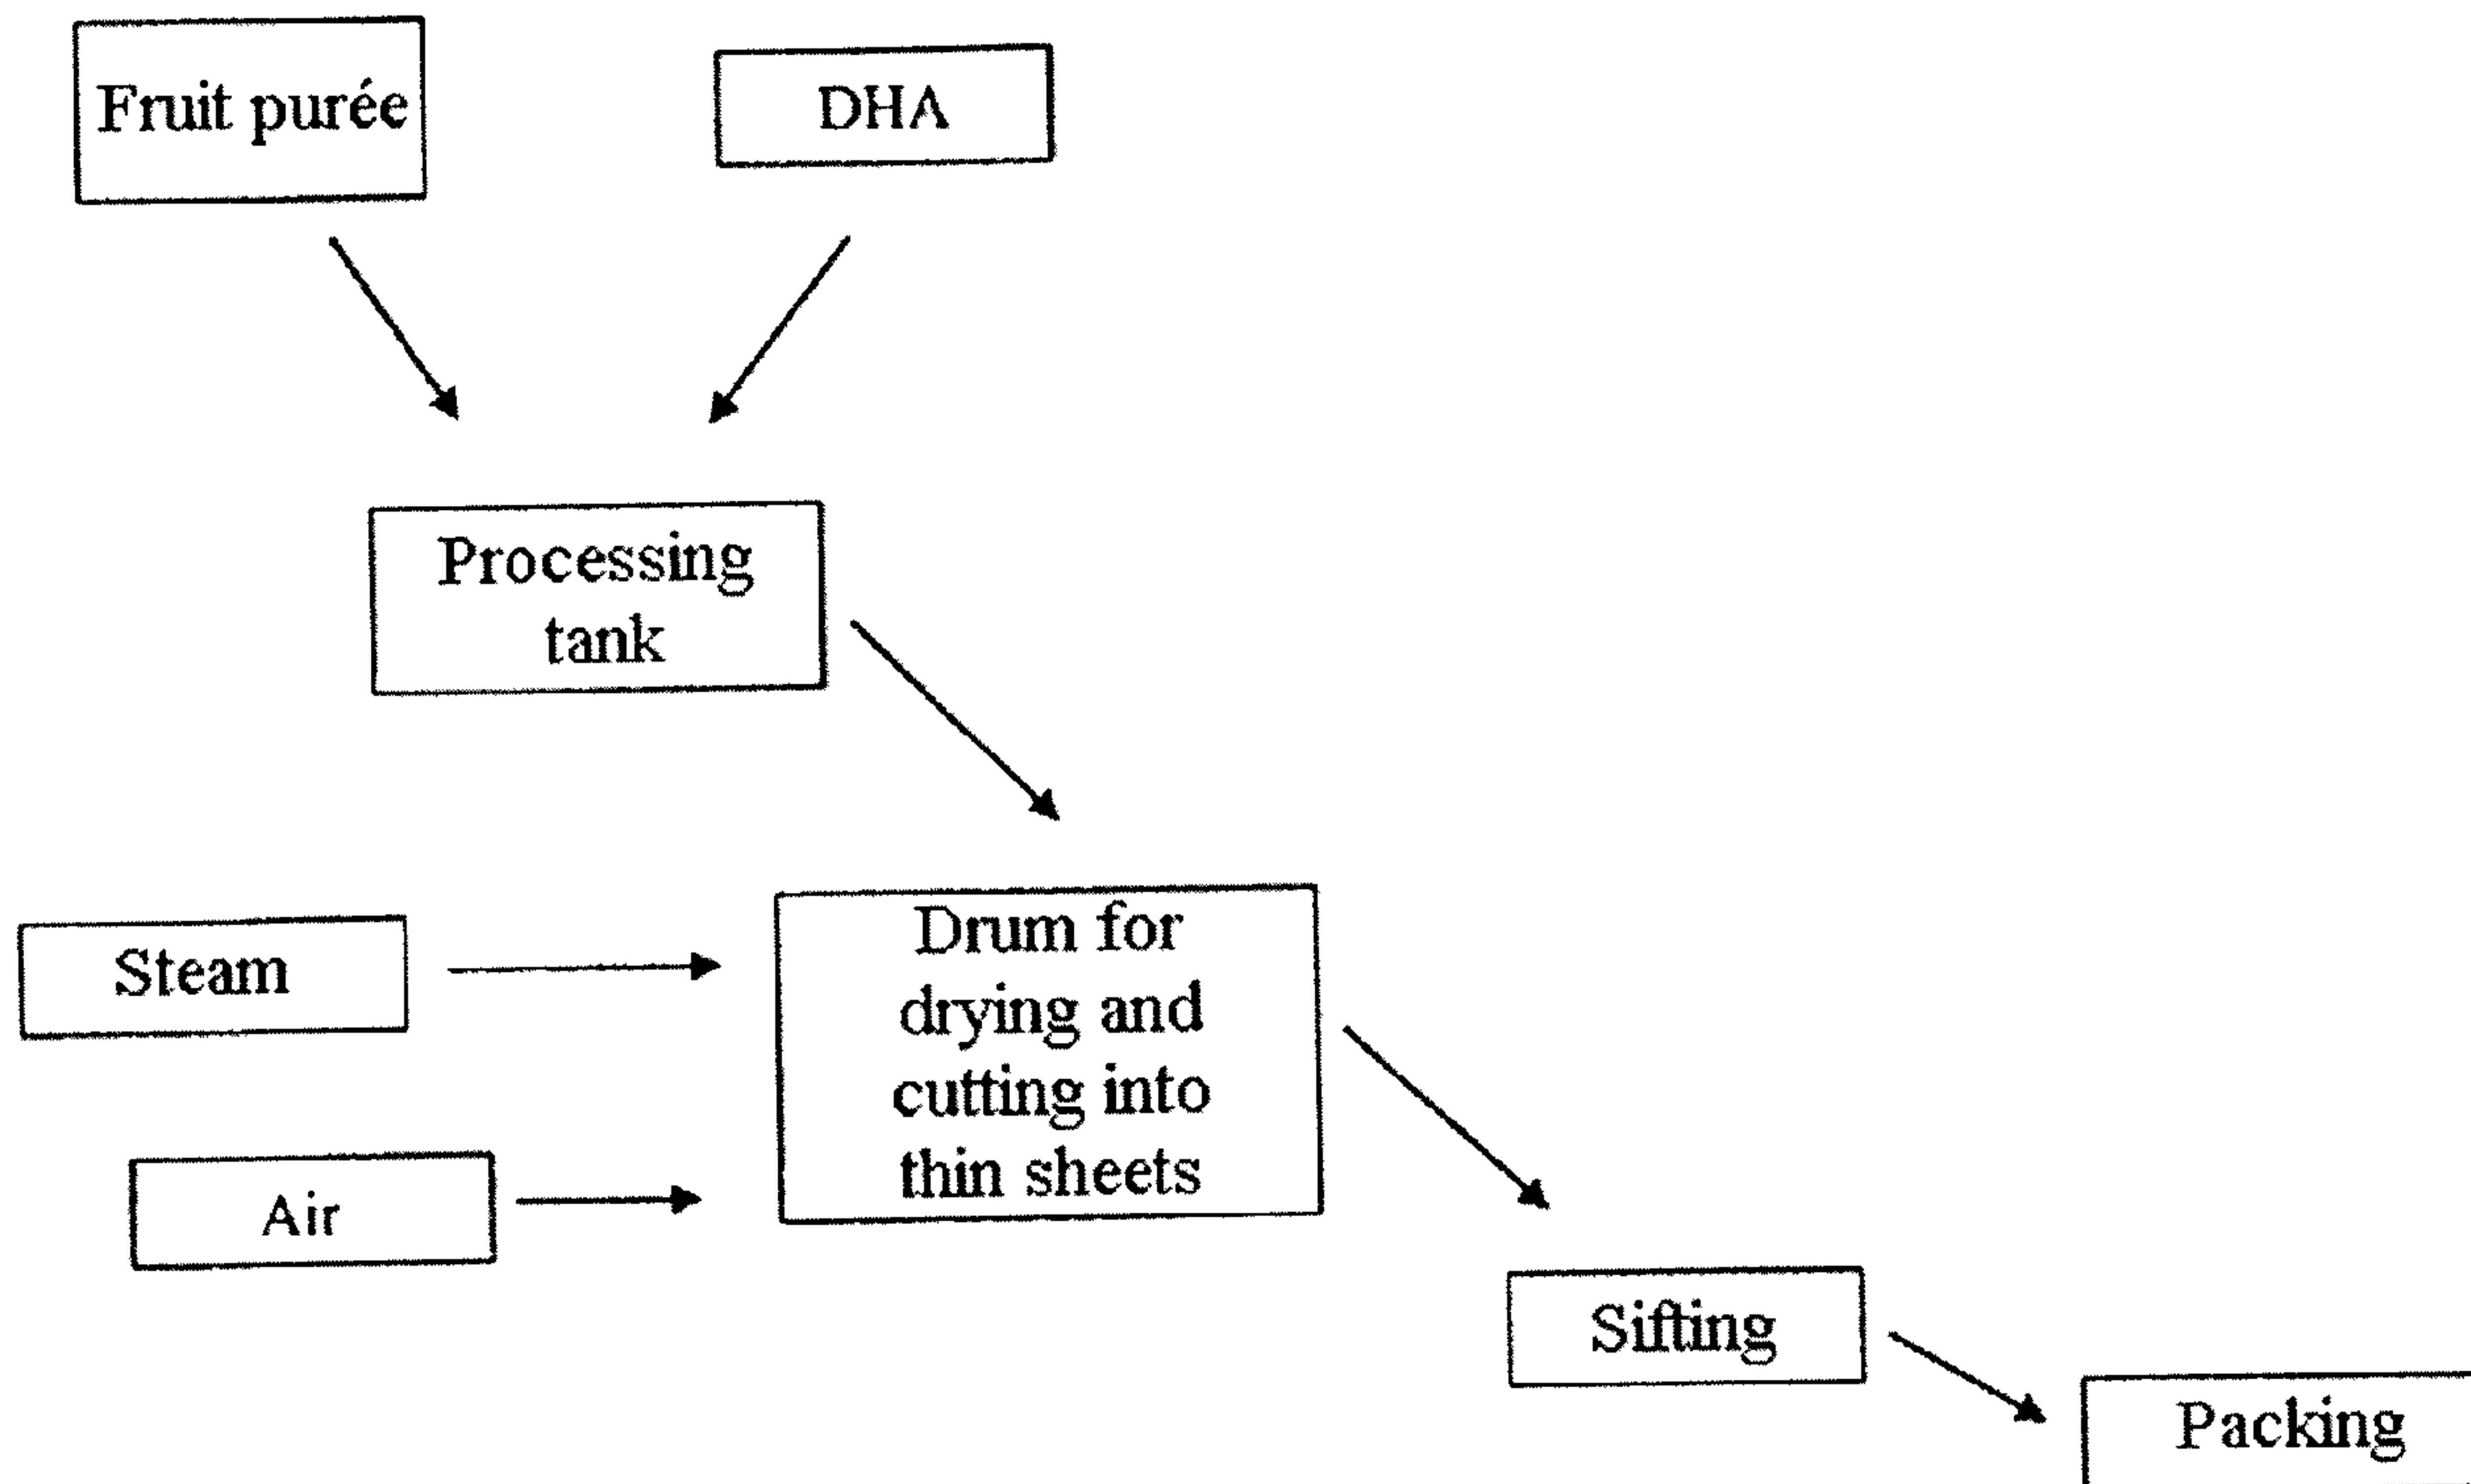 Fruit purée
DHA
Processing
tank
Steam
Air
Drum for
drying and
cutting into
thin sheets
Sifting
Packing